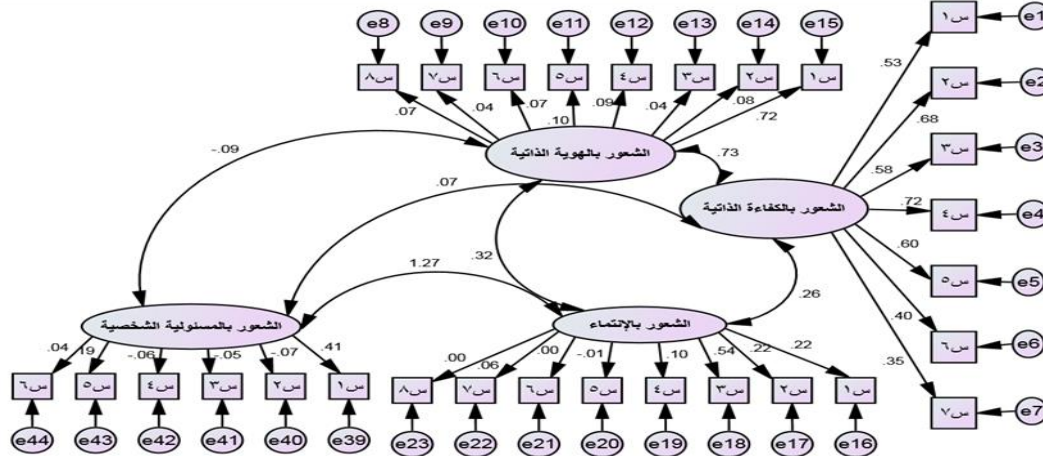 e8 e9 e10 e11 e12 e13 e14 e15
س٨ س٧ س٦ س٥ س٤ س٣ س٢ س١
.07 .04 .07 .10 .09 .04 .08 .72
الشعور بالهوية الذاتية
س١ e1
س٢ e2
س٣ e3
س٤ e4
س٥ e5
س٦ e6
س٧ e7
.53
.68
.58
.72
.60
.40
.35
الشعور بالكفاءة الذاتية
-.09
.73
.07
.32
1.27
.26
الشعور بالمسئولية الشخصية
.04 .19 -.06 -.05 -.07 .41
س٦ س٥ س٤ س٣ س٢ س١
e44 e43 e42 e41 e40 e39
الشعور بالإنتماء
.00 .06 .00 -.01 .10 .54 .22 .22
س٨ س٧ س٦ س٥ س٤ س٣ س٢ س١
e23 e22 e21 e20 e19 e18 e17 e16